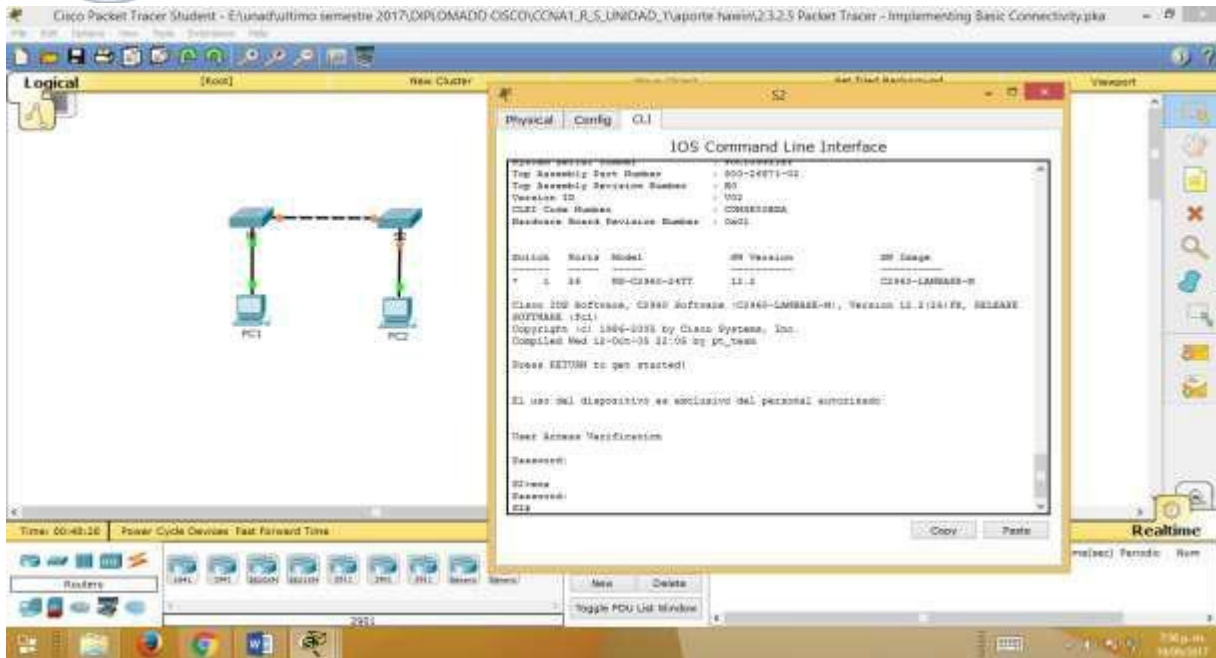 Cisco Packet Tracer Student - E:\unad\ultimo semestre 2017\DIPLOMADO CISCO\CCNA1_R_S_UNIDAD_1\aporte hawin\2.3.2.5 Packet Tracer - Implementing Basic Connectivity.pka
Logical
[Root]
New Cluster
Set Tiled Background
Viewport
S2
Physical Config CLI
IOS Command Line Interface
Top Assembly Part Number : 800-26671-02
Top Assembly Revision Number : B0
Version ID : V02
CLEI Code Number
Hardware Board Revision Number : 0x01
Switch Ports Model SW Version SW Image
* 1 26 WS-C2960-24TT 12.2 C2960-LANBASE-M
Cisco IOS Software, C2960 Software (C2960-LANBASE-M), Version 12.2(25)FX, RELEASE
SOFTWARE (fc1)
Copyright (c) 1986-2005 by Cisco Systems, Inc.
Compiled Wed 12-Oct-05 22:05 by pt_team
Press RETURN to get started!
El uso del dispositivo es exclusivo del personal autorizado
User Access Verification
Password:
S2>ena
Password:
PC1
PC2
Copy Paste
Time: 00:48:26 Power Cycle Devices Fast Forward Time
Realtime
Periodic Num
Routers
1941 2901 2911 Generic Generic
New Delete
Toggle PDU List Window
2901